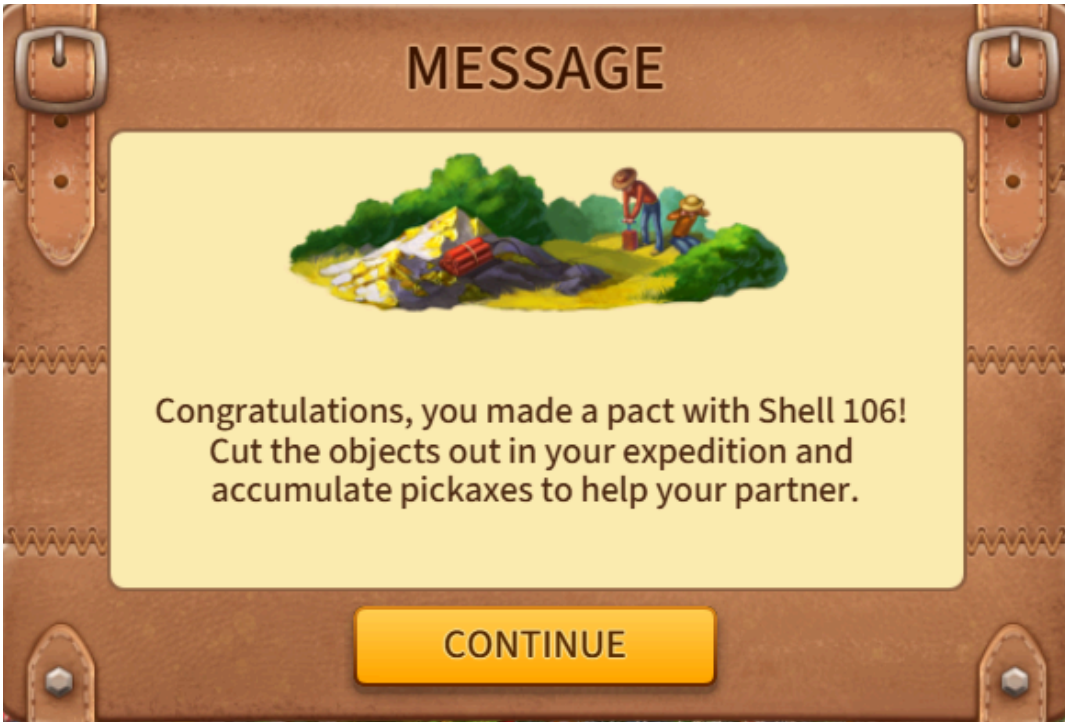 MESSAGE
Congratulations, you made a pact with Shell 106!
Cut the objects out in your expedition and
accumulate pickaxes to help your partner.
CONTINUE